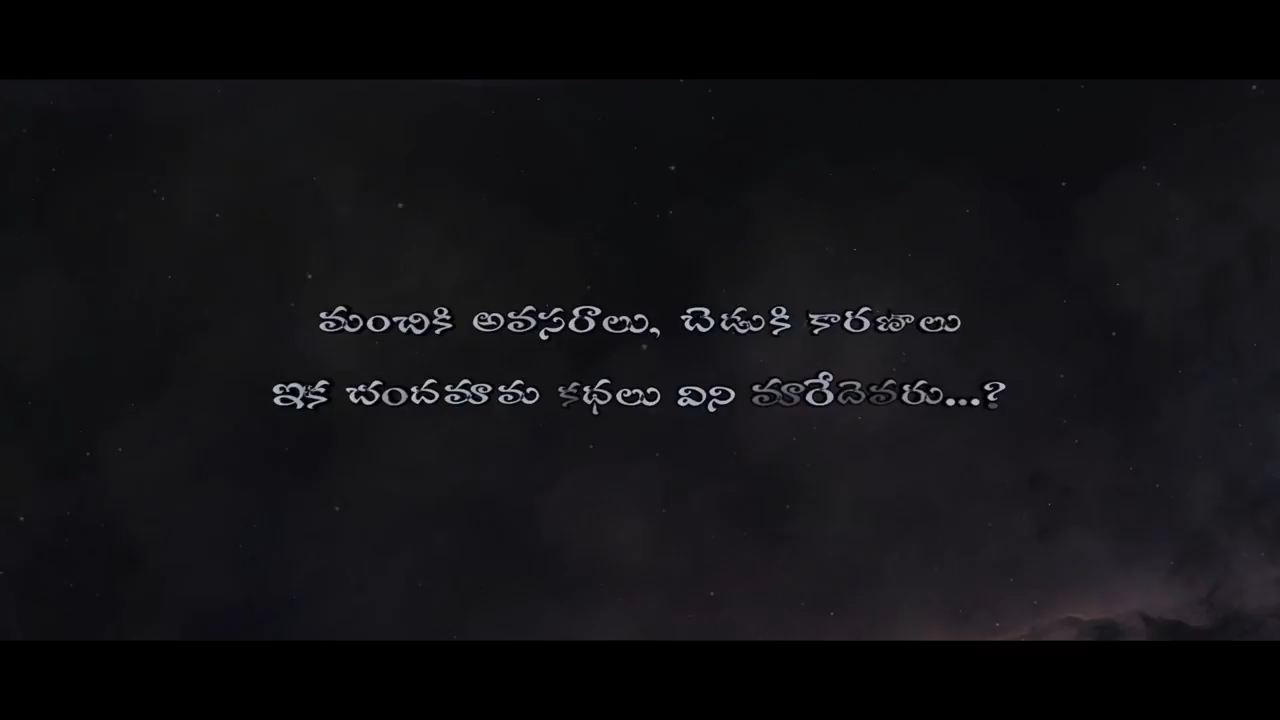 మంచికి అవసరాలు, చెడుకి కారణాలు
ఇక చందమామ కథలు విని మారేదెవరు...?